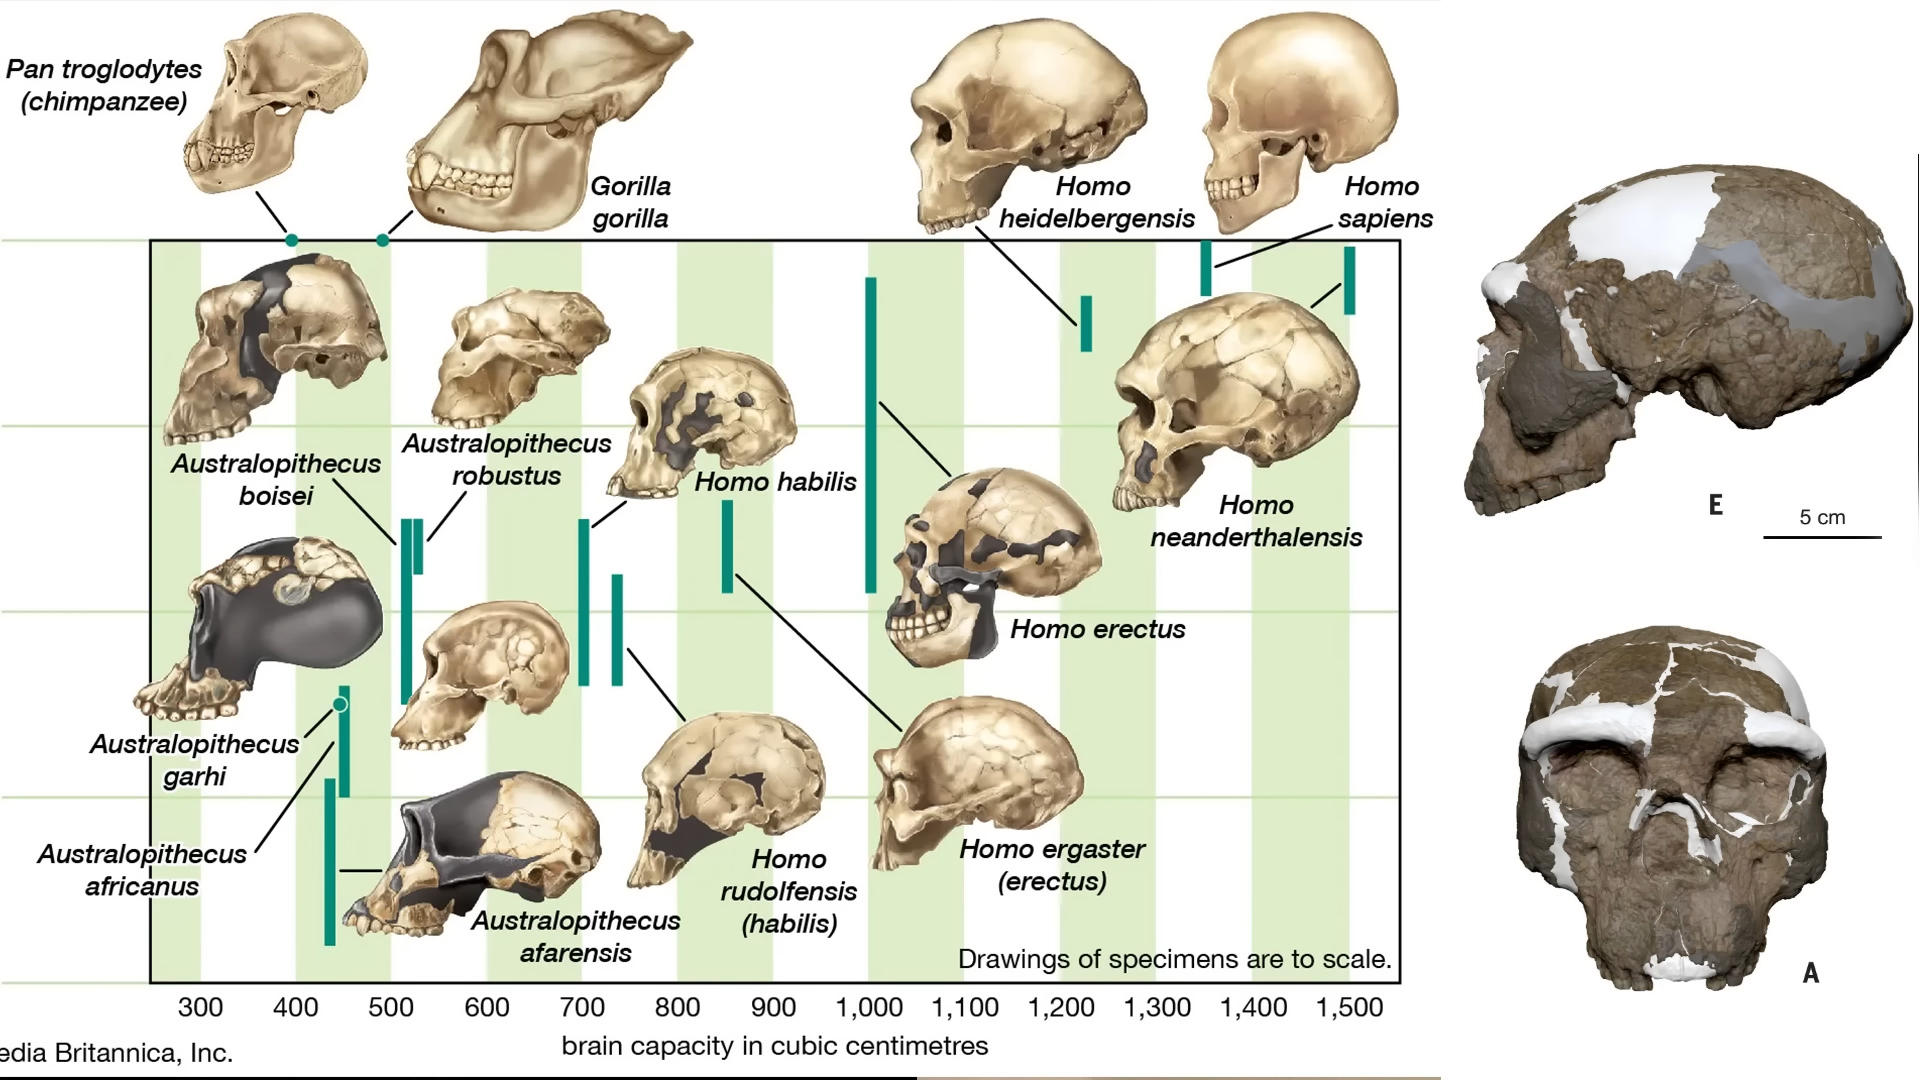 Pan troglodytes
(chimpanzee)
Gorilla
gorilla
Homo
heidelbergensis
Homo
sapiens
Australopithecus
boisei
Australopithecus
robustus
Homo habilis
Homo
neanderthalensis
Homo erectus
Australopithecus
garhi
Australopithecus
africanus
Australopithecus
afarensis
Homo
rudolfensis
(habilis)
Homo ergaster
(erectus)
Drawings of specimens are to scale.
300 400 500 600 700 800 900 1,000 1,100 1,200 1,300 1,400 1,500
brain capacity in cubic centimetres
edia Britannica, Inc.
E
5 cm
A